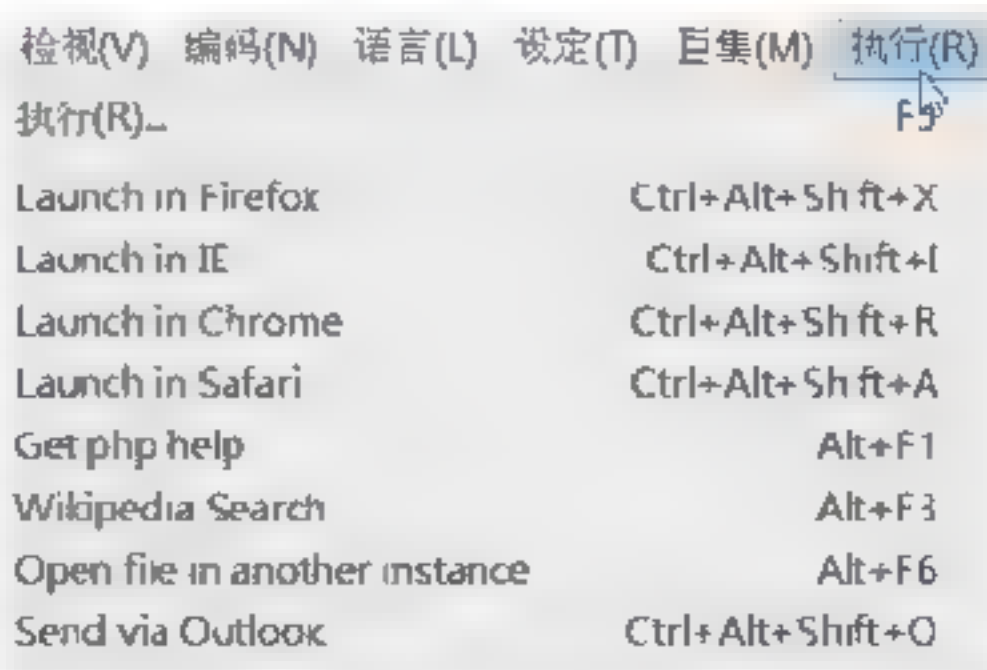 检视(V) 编码(N) 语言(L) 设定(T) 巨集(M) 执行(R)
执行(R)... F5
Launch in Firefox Ctrl+Alt+Shift+X
Launch in IE Ctrl+Alt+Shift+I
Launch in Chrome Ctrl+Alt+Shift+R
Launch in Safari Ctrl+Alt+Shift+A
Get php help Alt+F1
Wikipedia Search Alt+F3
Open file in another instance Alt+F6
Send via Outlook Ctrl+Alt+Shift+O